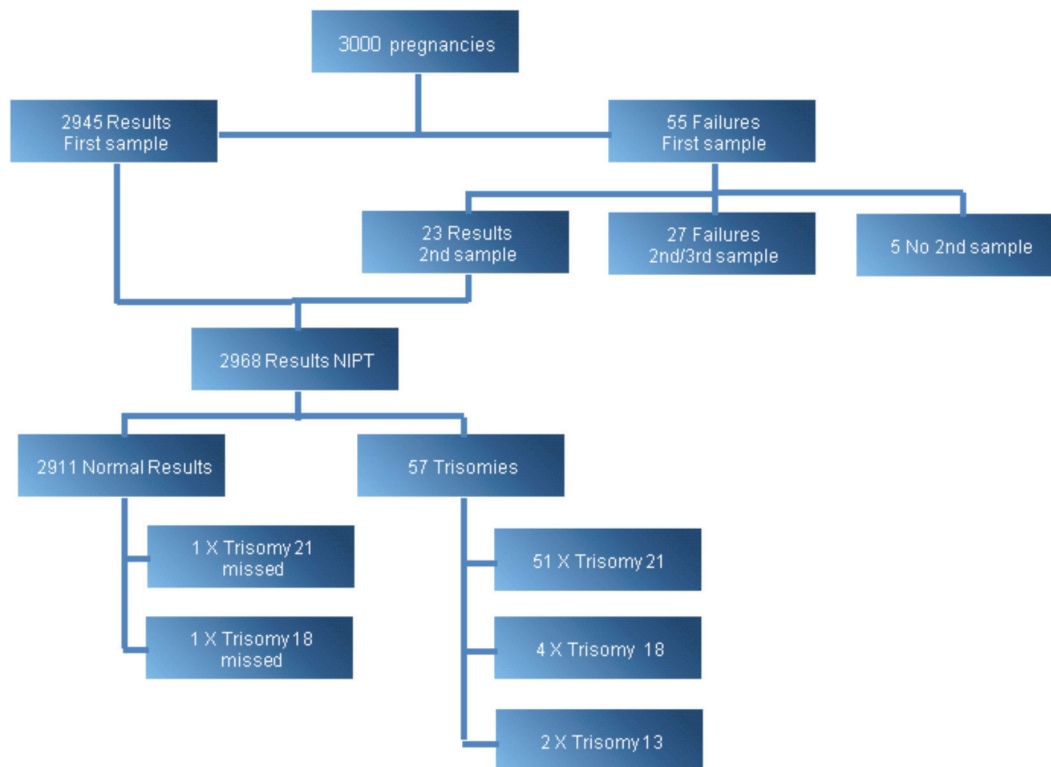 3000 pregnancies
2945 Results
First sample
55 Failures
First sample
23 Results
2nd sample
27 Failures
2nd/3rd sample
5 No 2nd sample
2968 Results NIPT
2911 Normal Results
57 Trisomies
1 X Trisomy 21
missed
1 X Trisomy 18
missed
51 X Trisomy 21
4 X Trisomy 18
2 X Trisomy 13